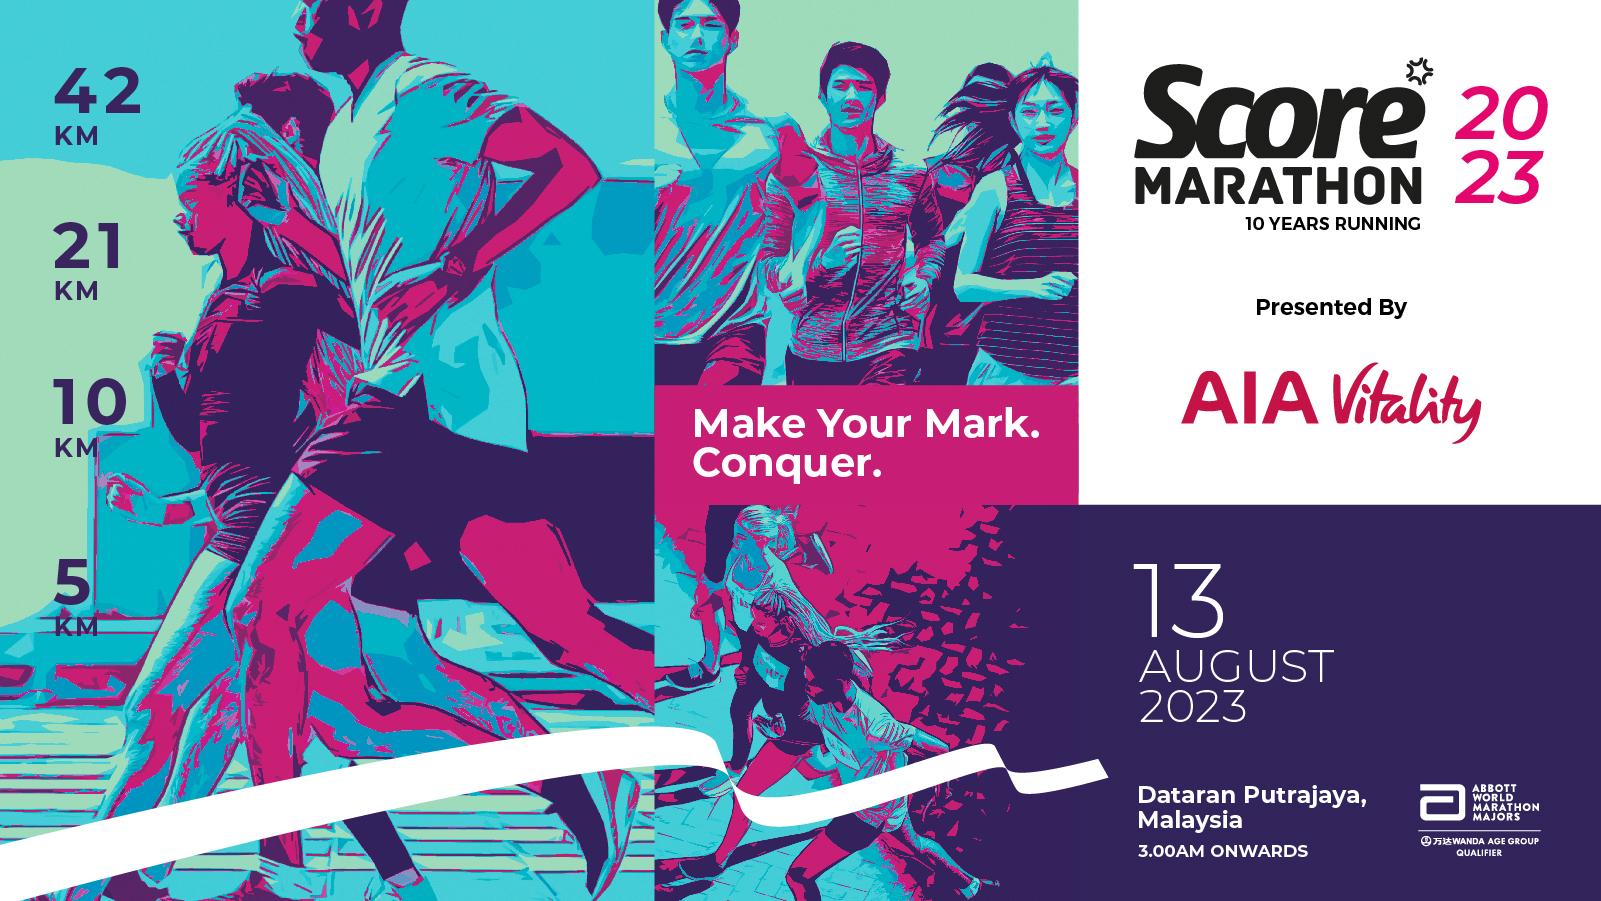 42
KM
21
KM
10
KM
5
KM
Make Your Mark.
Conquer.
Score
MARATHON
20
23
10 YEARS RUNNING
Presented By
AIA Vitality
13
AUGUST
2023
Dataran Putrajaya,
Malaysia
3.00AM ONWARDS
ABBOTT
WORLD
MARATHON
MAJORS
万达WANDA AGE GROUP
QUALIFIER